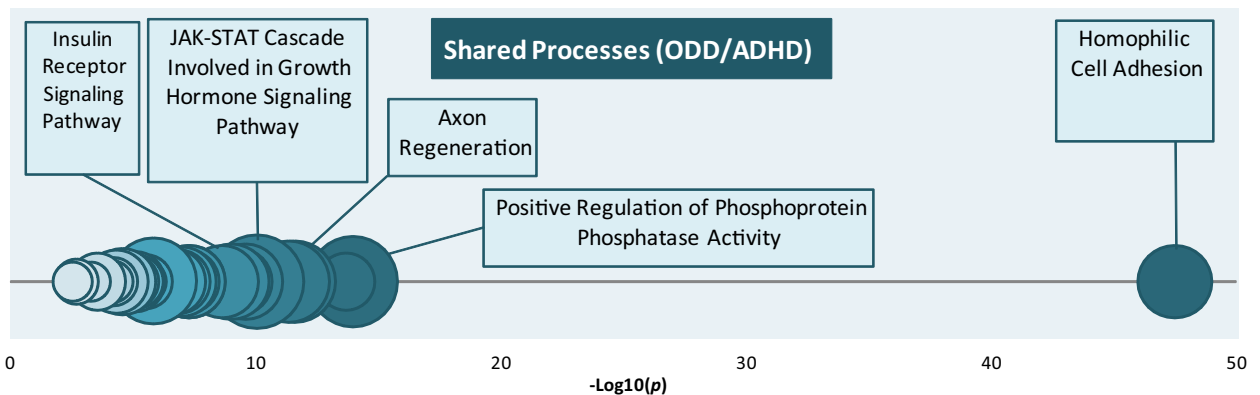 Insulin
Receptor
Signaling
Pathway
JAK-STAT Cascade
Involved in Growth
Hormone Signaling
Pathway
Shared Processes (ODD/ADHD)
Axon
Regeneration
Homophilic
Cell Adhesion
Positive Regulation of Phosphoprotein
Phosphatase Activity
0 10 20 30 40 50
-Log10(p)